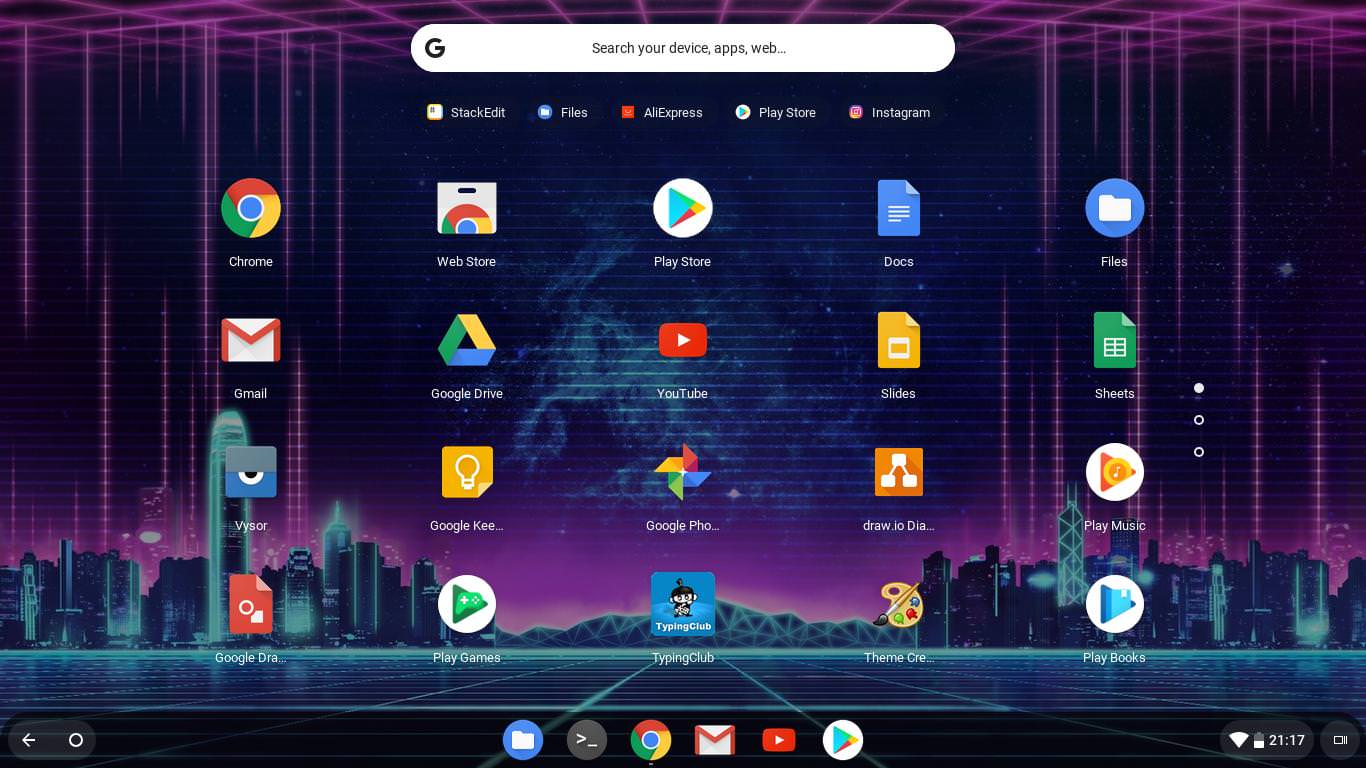 Search your device, apps, web...
StackEdit Files AliExpress Play Store Instagram
Chrome Web Store Play Store Docs Files
Gmail Google Drive YouTube Slides Sheets
Vysor Google Kee... Google Pho... draw.io Dia... Play Music
TypingClub
Google Dra... Play Games TypingClub Theme Cre... Play Books
>_ 21:17